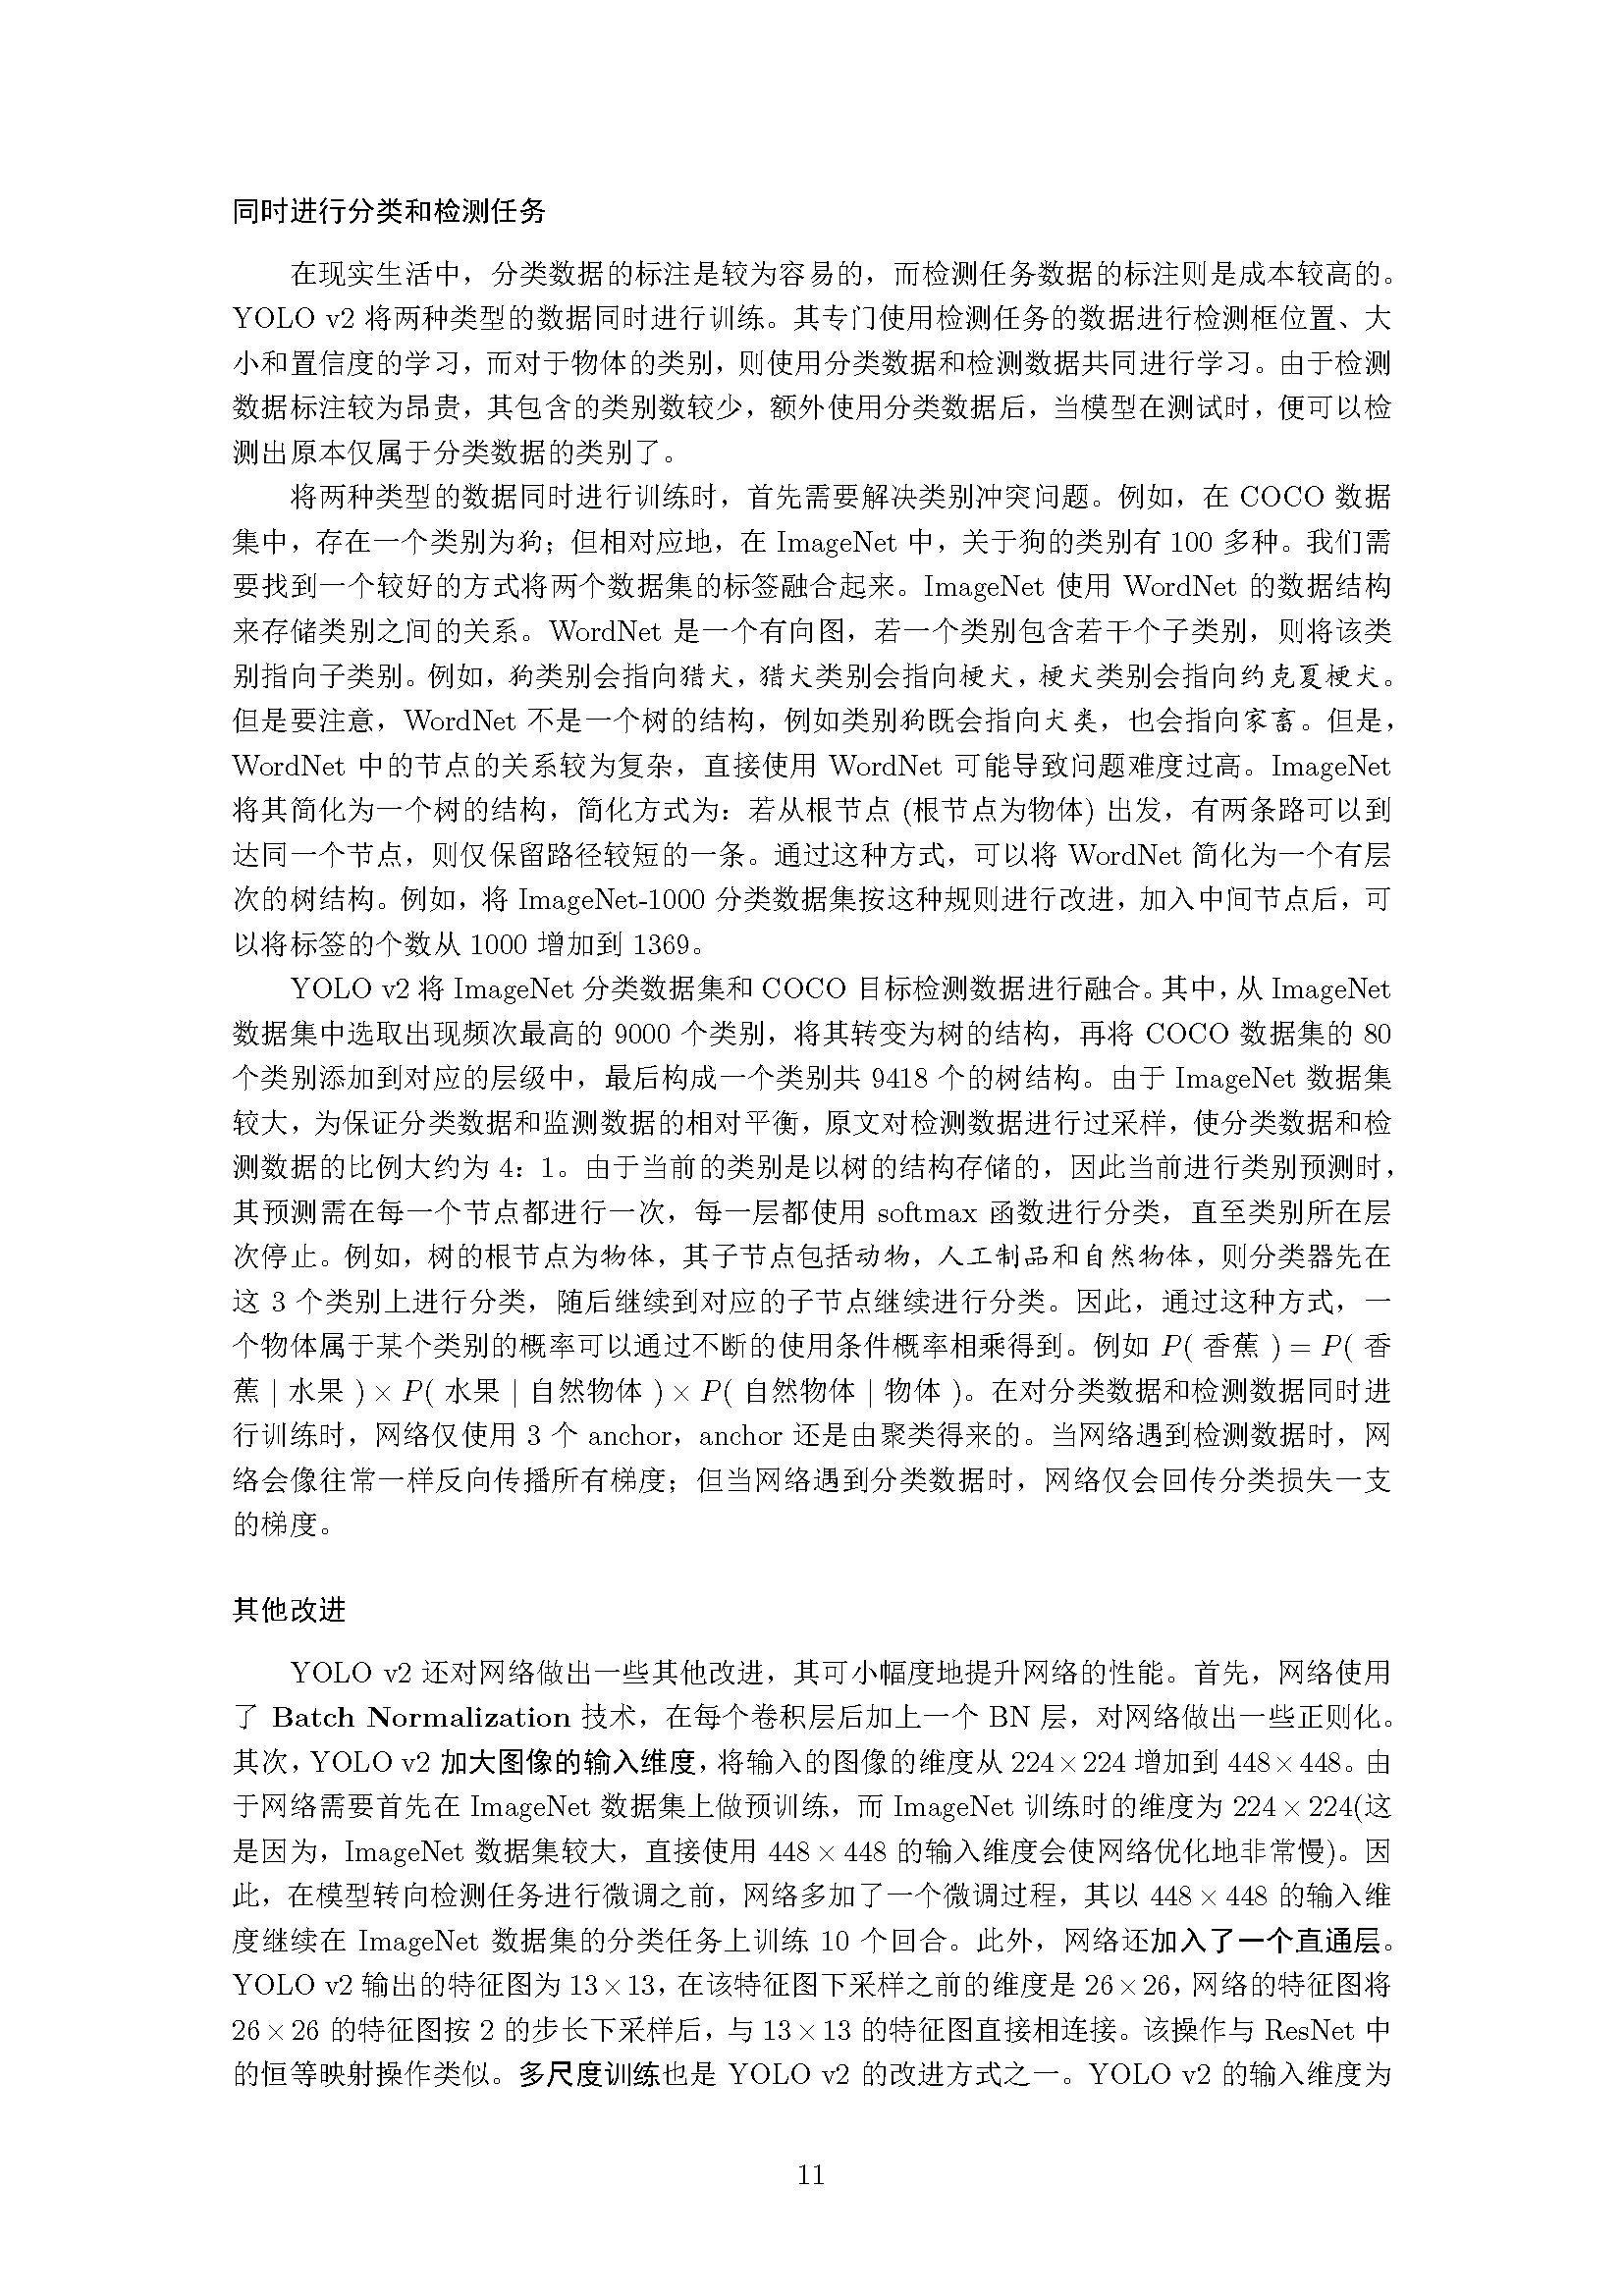 同时进行分类和检测任务
在现实生活中，分类数据的标注是较为容易的，而检测任务数据的标注则是成本较高的。
YOLO v2 将两种类型的数据同时进行训练。其专门使用检测任务的数据进行检测框位置、大
小和置信度的学习，而对于物体的类别，则使用分类数据和检测数据共同进行学习。由于检测
数据标注较为昂贵，其包含的类别数较少，额外使用分类数据后，当模型在测试时，便可以检
测出原本仅属于分类数据的类别了。
将两种类型的数据同时进行训练时，首先需要解决类别冲突问题。例如，在 COCO 数据
集中，存在一个类别为狗；但相对应地，在 ImageNet 中，关于狗的类别有 100 多种。我们需
要找到一个较好的方式将两个数据集的标签融合起来。ImageNet 使用 WordNet 的数据结构
来存储类别之间的关系。WordNet 是一个有向图，若一个类别包含若干个子类别，则将该类
别指向子类别。例如，狗类别会指向猎犬，猎犬类别会指向梗犬，梗犬类别会指向约克夏梗犬。
但是要注意，WordNet 不是一个树的结构，例如类别狗既会指向犬类，也会指向家畜。但是，
WordNet 中的节点的关系较为复杂，直接使用 WordNet 可能导致问题难度过高。ImageNet
将其简化为一个树的结构，简化方式为：若从根节点 (根节点为物体) 出发，有两条路可以到
达同一个节点，则仅保留路径较短的一条。通过这种方式，可以将 WordNet 简化为一个有层
次的树结构。例如，将 ImageNet-1000 分类数据集按这种规则进行改进，加入中间节点后，可
以将标签的个数从 1000 增加到 1369。
YOLO v2 将 ImageNet 分类数据集和 COCO 目标检测数据进行融合。其中，从 ImageNet
数据集中选取出现频次最高的 9000 个类别，将其转变为树的结构，再将 COCO 数据集的 80
个类别添加到对应的层级中，最后构成一个类别共 9418 个的树结构。由于 ImageNet 数据集
较大，为保证分类数据和监测数据的相对平衡，原文对检测数据进行过采样，使分类数据和检
测数据的比例大约为 4：1。由于当前的类别是以树的结构存储的，因此当前进行类别预测时，
其预测需在每一个节点都进行一次，每一层都使用 softmax 函数进行分类，直至类别所在层
次停止。例如，树的根节点为物体，其子节点包括动物，人工制品和自然物体，则分类器先在
这 3 个类别上进行分类，随后继续到对应的子节点继续进行分类。因此，通过这种方式，一
个物体属于某个类别的概率可以通过不断的使用条件概率相乘得到。例如 P( 香蕉 ) = P( 香
蕉 | 水果 ) × P( 水果 | 自然物体 ) × P( 自然物体 | 物体 )。在对分类数据和检测数据同时进
行训练时，网络仅使用 3 个 anchor，anchor 还是由聚类得来的。当网络遇到检测数据时，网
络会像往常一样反向传播所有梯度；但当网络遇到分类数据时，网络仅会回传分类损失一支
的梯度。
其他改进
YOLO v2 还对网络做出一些其他改进，其可小幅度地提升网络的性能。首先，网络使用
了 Batch Normalization 技术，在每个卷积层后加上一个 BN 层，对网络做出一些正则化。
其次，YOLO v2 加大图像的输入维度，将输入的图像的维度从 224×224 增加到 448×448。由
于网络需要首先在 ImageNet 数据集上做预训练，而 ImageNet 训练时的维度为 224 × 224(这
是因为，ImageNet 数据集较大，直接使用 448 × 448 的输入维度会使网络优化地非常慢)。因
此，在模型转向检测任务进行微调之前，网络多加了一个微调过程，其以 448 × 448 的输入维
度继续在 ImageNet 数据集的分类任务上训练 10 个回合。此外，网络还加入了一个直通层。
YOLO v2 输出的特征图为 13×13，在该特征图下采样之前的维度是 26×26，网络的特征图将
26 × 26 的特征图按 2 的步长下采样后，与 13 × 13 的特征图直接相连接。该操作与 ResNet 中
的恒等映射操作类似。多尺度训练也是 YOLO v2 的改进方式之一。YOLO v2 的输入维度为
11